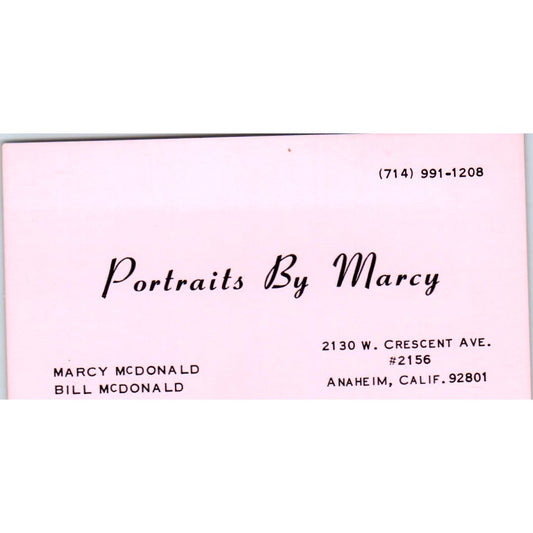 (714) 991-1208
Portraits By Marcy
MARCY MCDONALD
BILL MCDONALD
2130 W. CRESCENT AVE.
#2156
ANAHEIM, CALIF. 92801